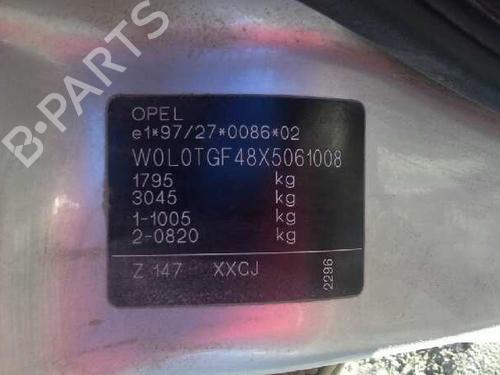 B-PARTS
OPEL
e1*97/27*0086*02
W0L0TGF48X5061008
1795 kg
3045 kg
1-1005 kg
2-0820 kg
Z 147 XXCJ
2296